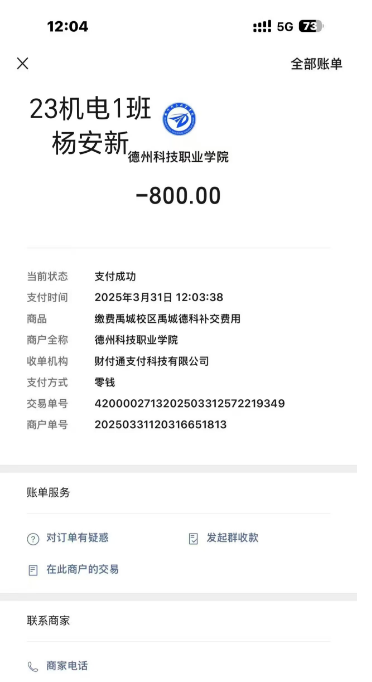 12:04
5G 73
全部账单
23机电1班
杨安新
德州科技职业学院
-800.00
当前状态 支付成功
支付时间 2025年3月31日 12:03:38
商品 缴费禹城校区禹城德科补交费用
商户全称 德州科技职业学院
收单机构 财付通支付科技有限公司
支付方式 零钱
交易单号 4200002713202503312572219349
商户单号 20250331120316651813
账单服务
对订单有疑惑 发起群收款
在此商户的交易
联系商家
商家电话